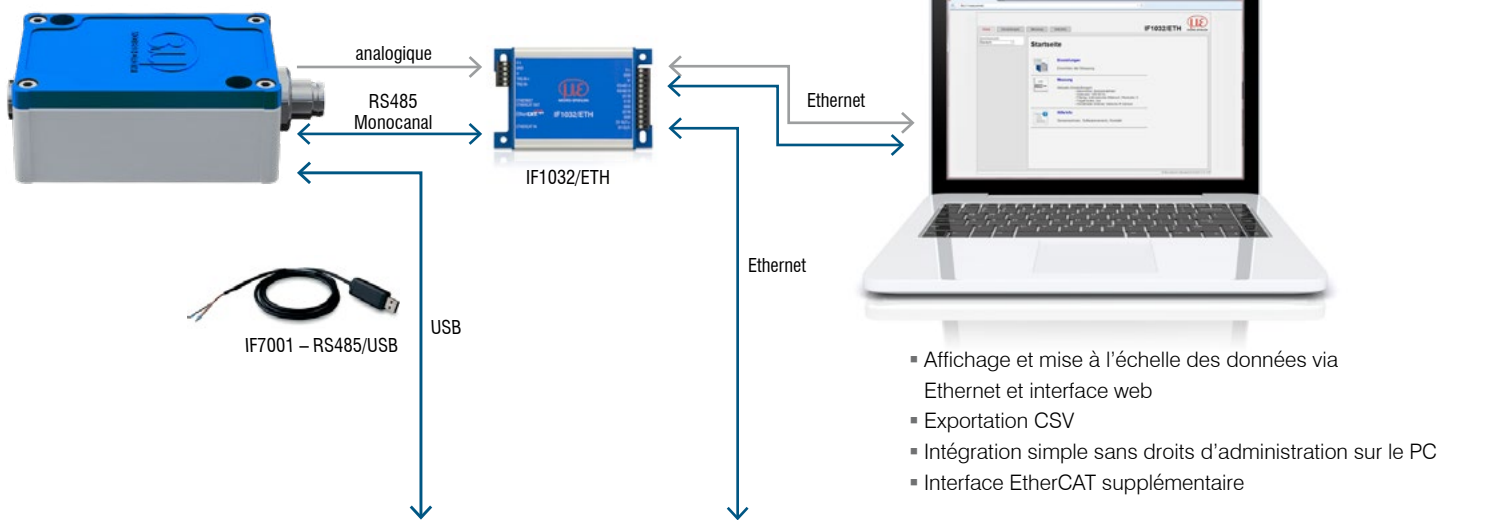 analogique
RS485
Monocanal
IF1032/ETH
IF1032/ETH
Ethernet
IF1032/ETH
Startseite
Ethernet
USB
IF7001 – RS485/USB
▪ Affichage et mise à l’échelle des données via
Ethernet et interface web
▪ Exportation CSV
▪ Intégration simple sans droits d’administration sur le PC
▪ Interface EtherCAT supplémentaire